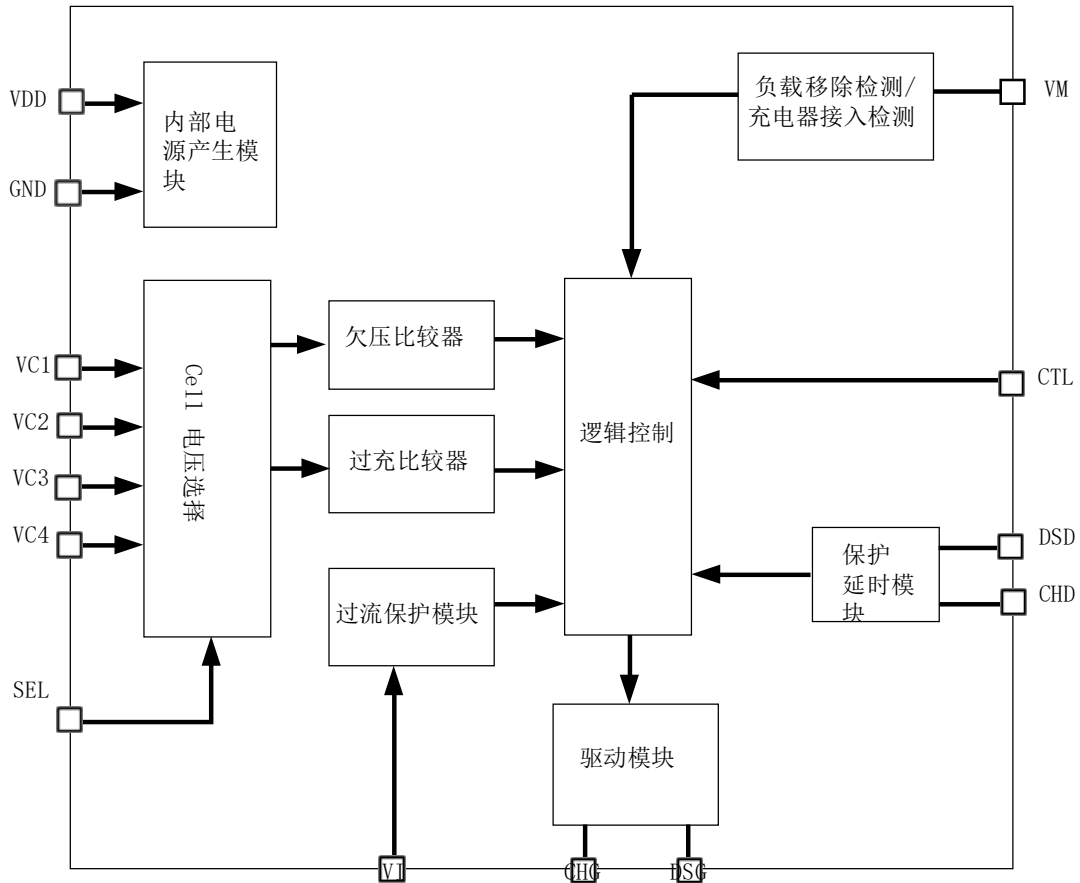 VDD
GND
内部电
源产生模
块
负载移除检测/
充电器接入检测
VM
VC1
VC2
VC3
VC4
SEL
Cell 电压选择
欠压比较器
过充比较器
过流保护模块
逻辑控制
CTL
保护
延时模
块
DSD
CHD
驱动模块
VI
CHG
DSG